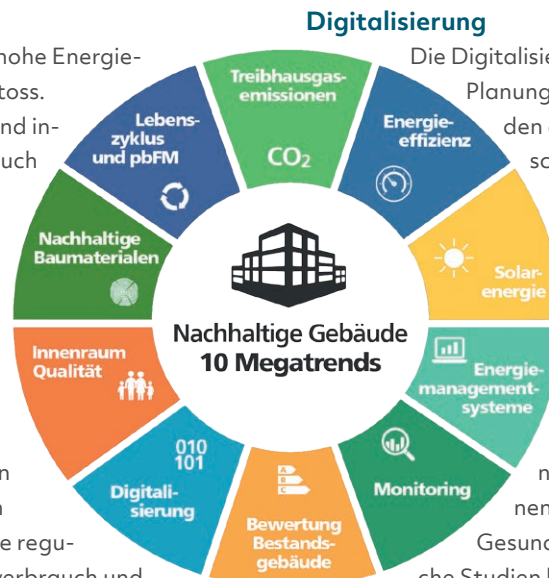 Digitalisierung
hohe Energie-
toss.
nd in-
uch
Die Digitalisie
Planung
den
Treibhausgas-
emissionen
CO₂
Energie-
effizienz
Solar-
energie
Energie-
management-
systeme
Monitoring
Bewertung
Bestands-
gebäude
A
B
C
Digitali-
sierung
010
101
Innenraum
Qualität
Nachhaltige
Baumaterialen
Lebens-
zyklus
und pbFM
Nachhaltige Gebäude
10 Megatrends
n
e regu-
verbrauch und
n
nen
Gesund
che Studien